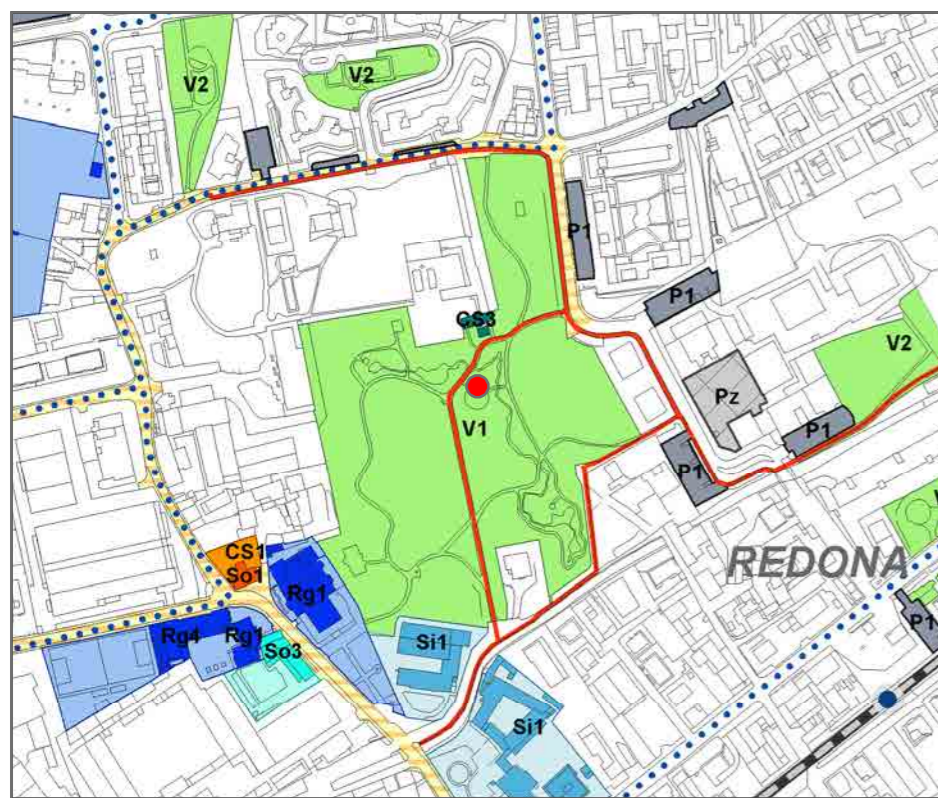 V2
V2
P1
P1
CS3
V2
Pz
V1
P1
P1
CS1
So1
REDONA
Rg1
P1
Rg4
Rg1
Si1
So3
Si1